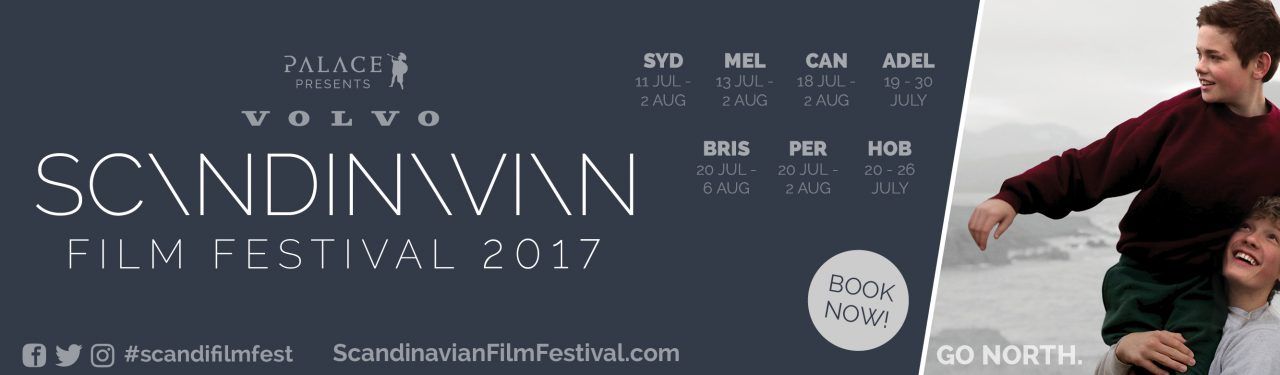 PALACE
PRESENTS
VOLVO
SCANDINAVIAN
FILM FESTIVAL 2017
SYD
11 JUL -
2 AUG
MEL
13 JUL -
2 AUG
CAN
18 JUL -
2 AUG
ADEL
19 - 30
JULY
BRIS
20 JUL -
6 AUG
PER
20 JUL -
2 AUG
HOB
20 - 26
JULY
BOOK
NOW!
#scandifilmfest
ScandinavianFilmFestival.com
GO NORTH.